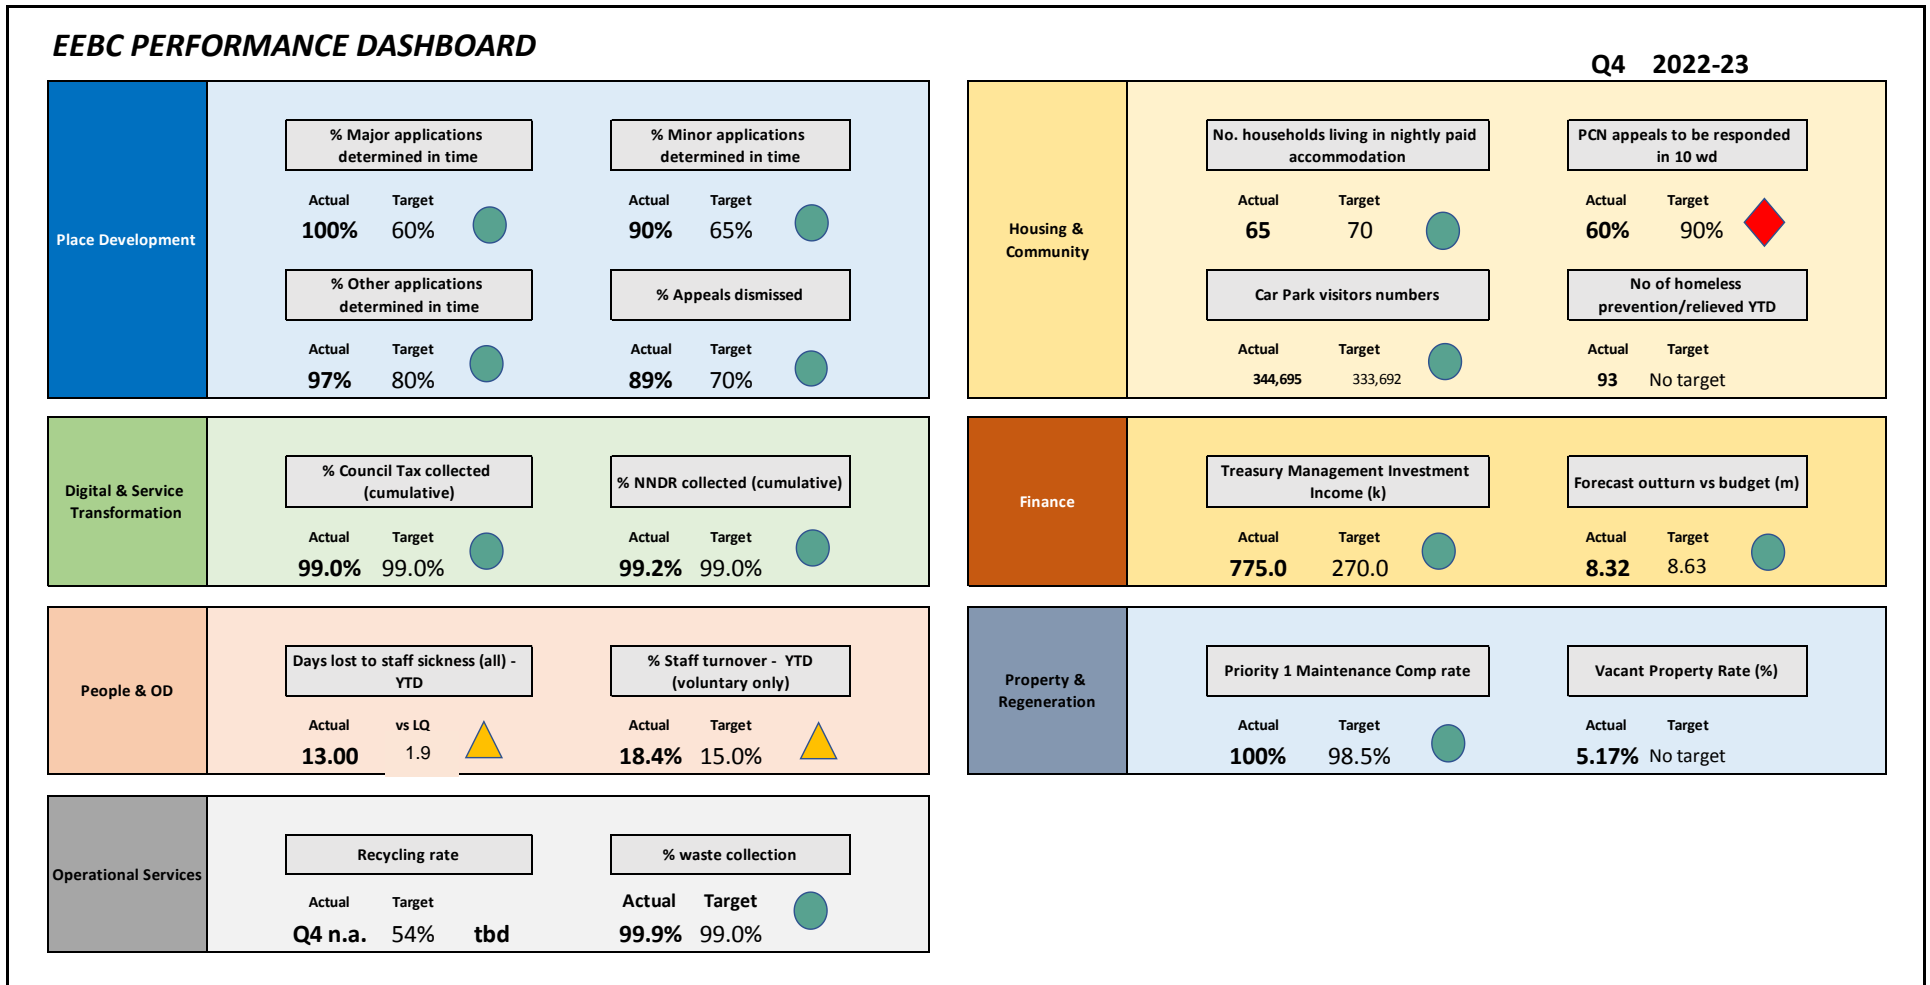 EEBC PERFORMANCE DASHBOARD
Q4 2022-23
Place Development
% Major applications
determined in time
Actual Target
100% 60%
% Minor applications
determined in time
Actual Target
90% 65%
% Other applications
determined in time
Actual Target
97% 80%
% Appeals dismissed
Actual Target
89% 70%
Housing &
Community
No. households living in nightly paid
accommodation
Actual Target
65 70
PCN appeals to be responded
in 10 wd
Actual Target
60% 90%
Car Park visitors numbers
Actual Target
344,695 333,692
No of homeless
prevention/relieved YTD
Actual Target
93 No target
Digital & Service
Transformation
% Council Tax collected
(cumulative)
Actual Target
99.0% 99.0%
% NNDR collected (cumulative)
Actual Target
99.2% 99.0%
Finance
Treasury Management Investment
Income (k)
Actual Target
775.0 270.0
Forecast outturn vs budget (m)
Actual Target
8.32 8.63
People & OD
Days lost to staff sickness (all) -
YTD
Actual vs LQ
13.00 1.9
% Staff turnover - YTD
(voluntary only)
Actual Target
18.4% 15.0%
Property &
Regeneration
Priority 1 Maintenance Comp rate
Actual Target
100% 98.5%
Vacant Property Rate (%)
Actual Target
5.17% No target
Operational Services
Recycling rate
Actual Target
Q4 n.a. 54% tbd
% waste collection
Actual Target
99.9% 99.0%